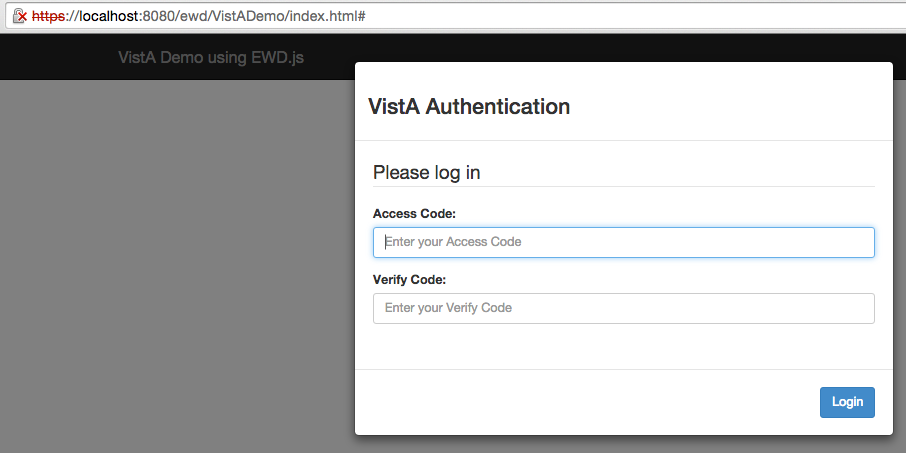 https://localhost:8080/ewd/VistADemo/index.html#
VistA Demo using EWD.js
VistA Authentication
Please log in
Access Code:
Enter your Access Code
Verify Code:
Enter your Verify Code
Login